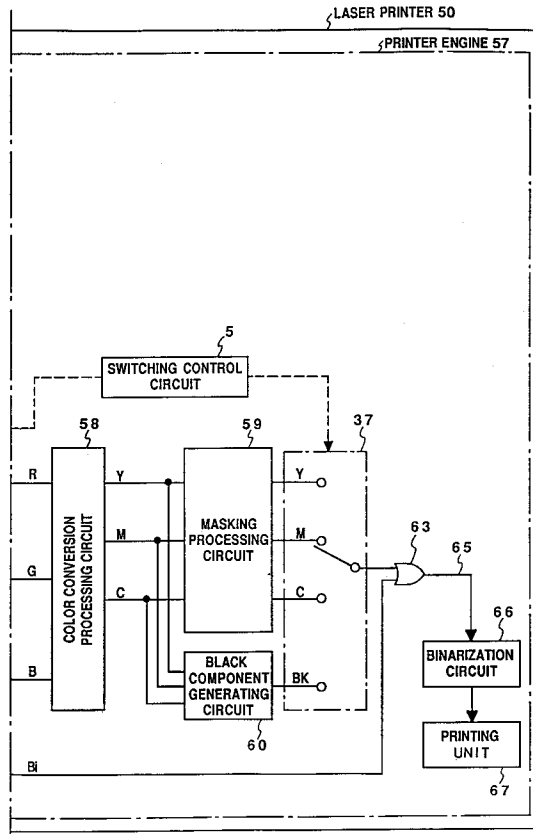 LASER PRINTER 50
PRINTER ENGINE 57
5
SWITCHING CONTROL
CIRCUIT
58
59
37
R
Y
Y
G
M
M
B
C
C
COLOR CONVERSION
PROCESSING CIRCUIT
MASKING
PROCESSING
CIRCUIT
63
65
66
BINARIZATION
CIRCUIT
BLACK
COMPONENT
GENERATING
CIRCUIT
BK
60
PRINTING
UNIT
67
Bi